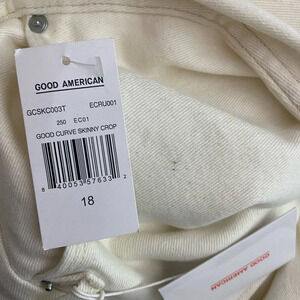 GOOD AMERICAN
GCSKC003T ECRU001
250 EC01
GOOD CURVE SKINNY CROP
8 40053 57633 2
18
GOOD AMERICAN